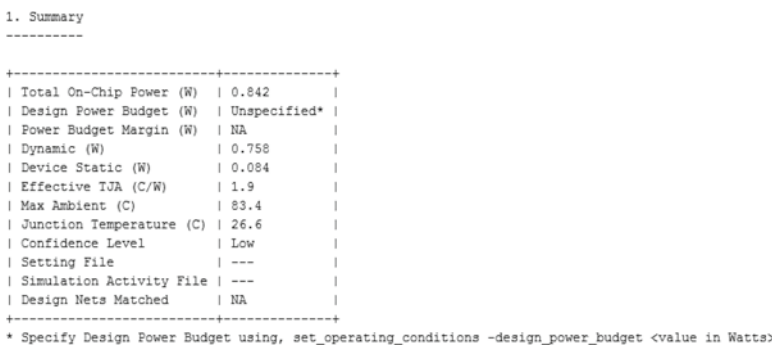 1. Summary
----------
+--------------------------+--------------+
| Total On-Chip Power (W)  | 0.842        |
| Design Power Budget (W)  | Unspecified* |
| Power Budget Margin (W)  | NA           |
| Dynamic (W)              | 0.758        |
| Device Static (W)        | 0.084        |
| Effective TJA (C/W)      | 1.9          |
| Max Ambient (C)          | 83.4         |
| Junction Temperature (C) | 26.6         |
| Confidence Level         | Low          |
| Setting File             | ---          |
| Simulation Activity File | ---          |
| Design Nets Matched      | NA           |
+--------------------------+--------------+
* Specify Design Power Budget using, set_operating_conditions -design_power_budget <value in Watts>